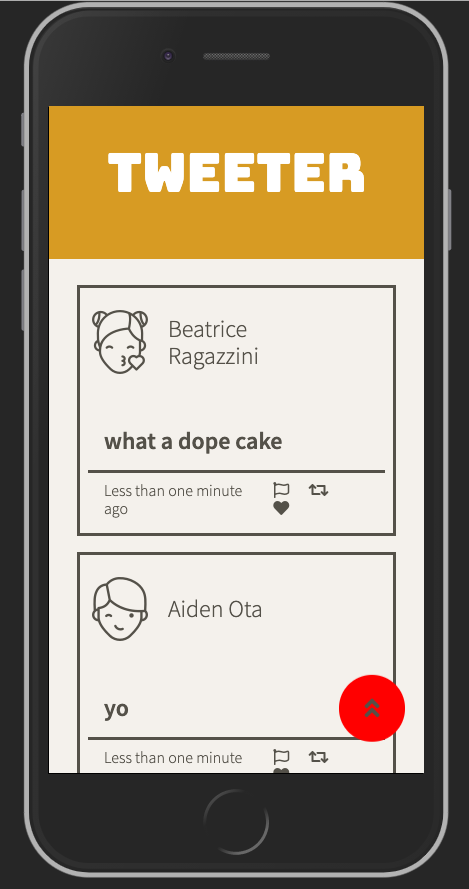 TWEETER
Beatrice
Ragazzini
what a dope cake
Less than one minute
ago
Aiden Ota
yo
Less than one minute